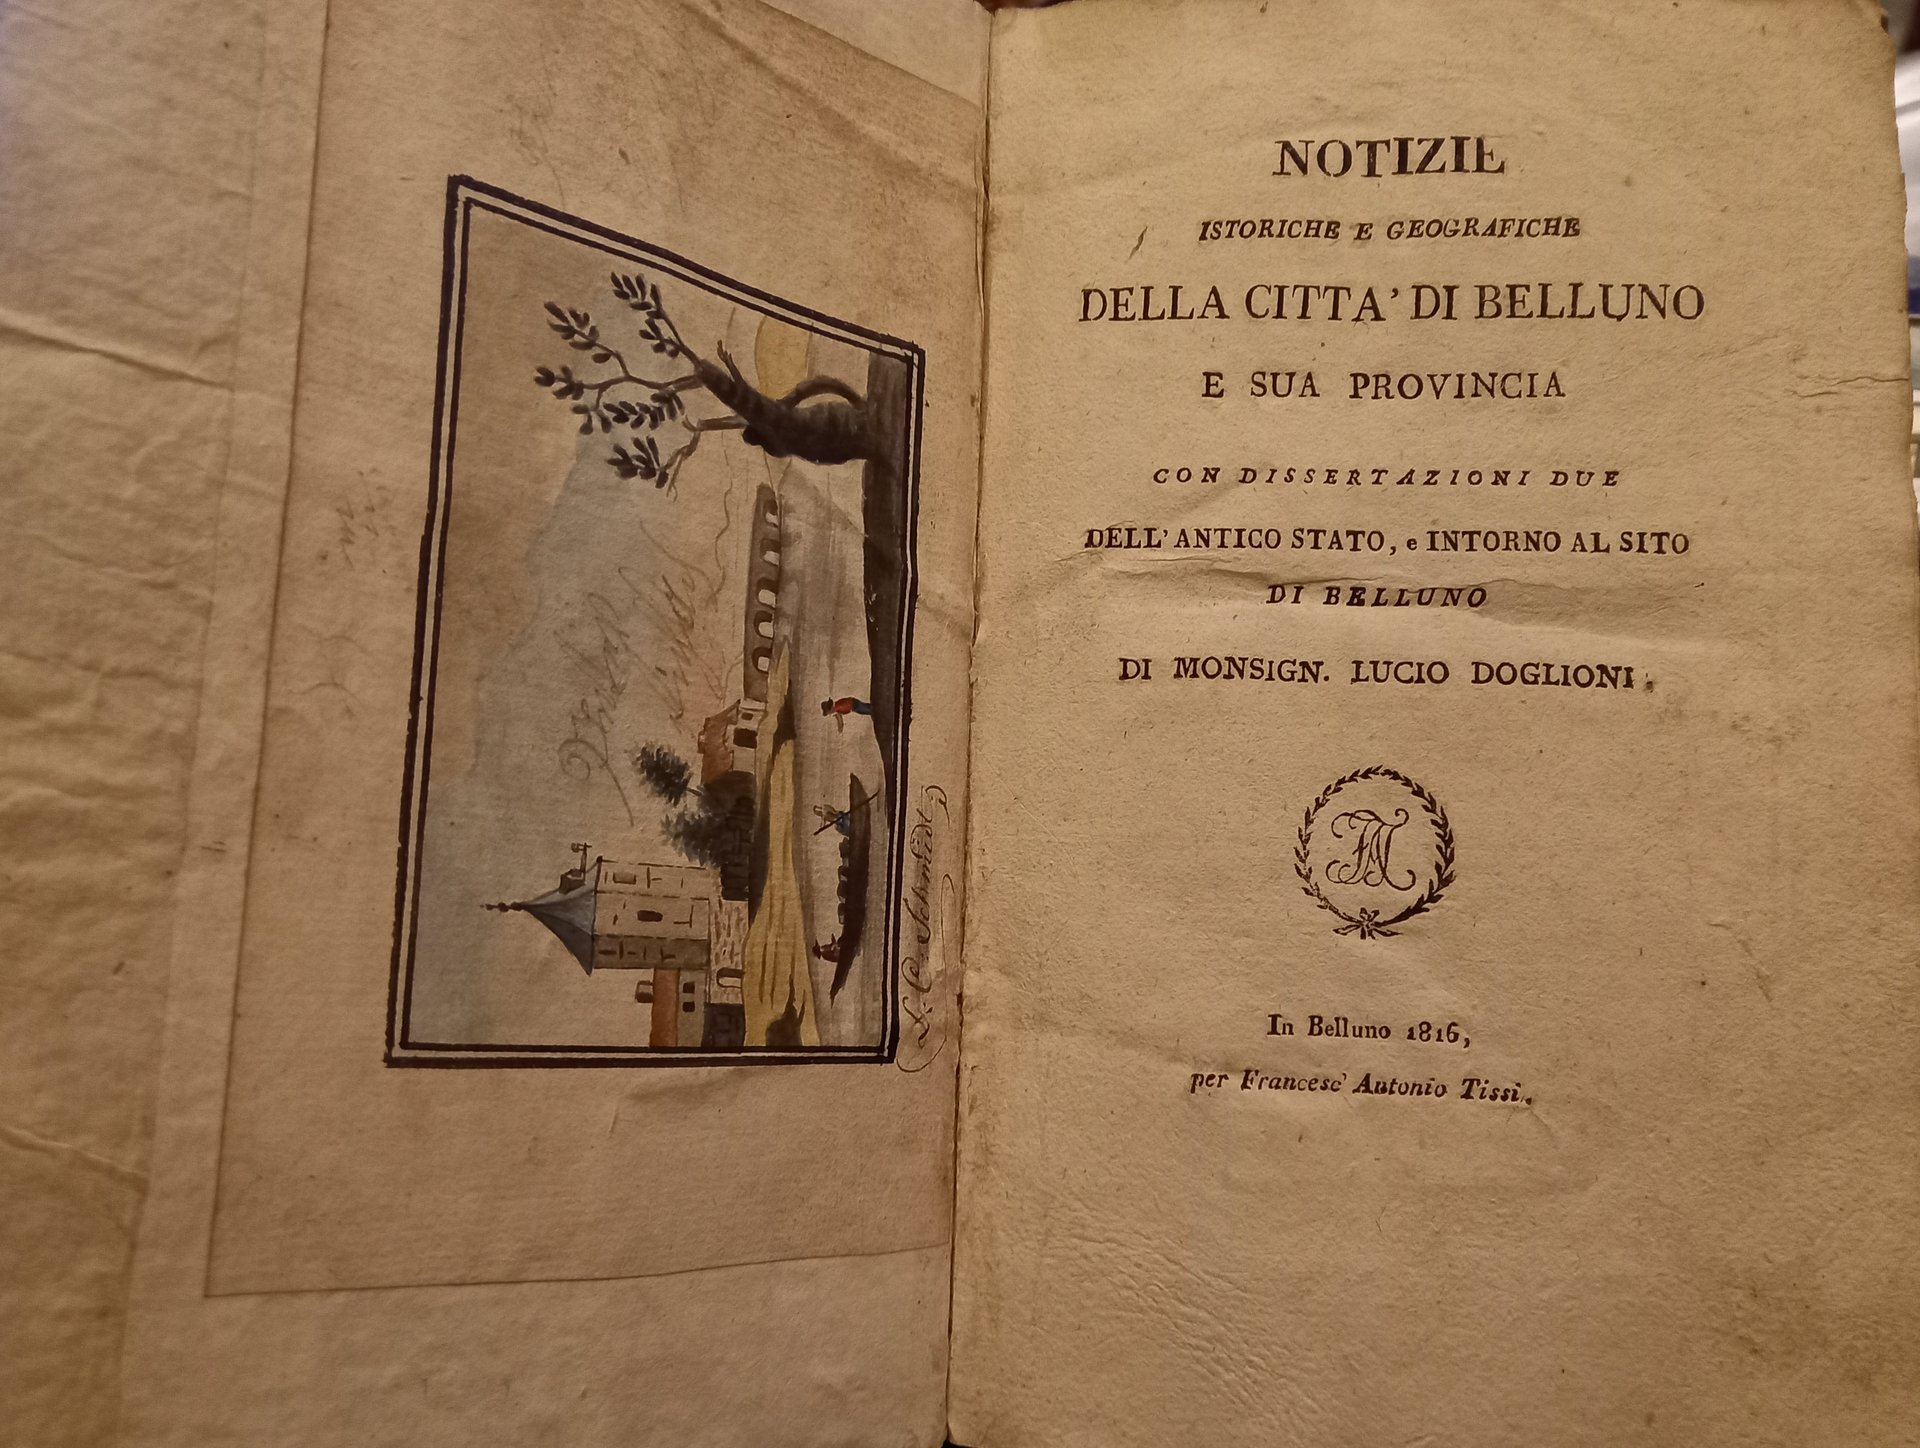 L. C. Schmidt
NOTIZIE
ISTORICHE E GEOGRAFICHE
DELLA CITTA' DI BELLUNO
E SUA PROVINCIA
CON DISSERTAZIONI DUE
DELL'ANTICO STATO, e INTORNO AL SITO
DI BELLUNO
DI MONSIGN. LUCIO DOGLIONI.
In Belluno 1816,
per Francesc' Antonio Tissi.